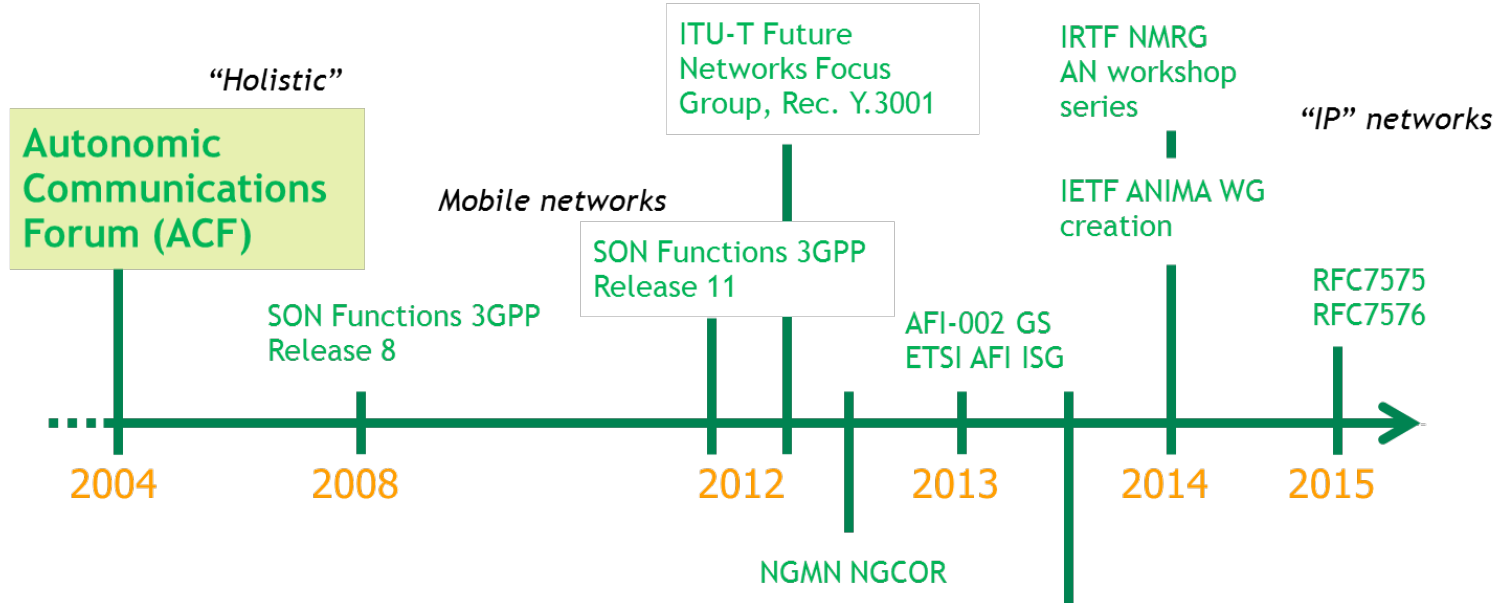 “Holistic”
Autonomic
Communications
Forum (ACF)
SON Functions 3GPP
Release 8
Mobile networks
SON Functions 3GPP
Release 11
ITU-T Future
Networks Focus
Group, Rec. Y.3001
AFI-002 GS
ETSI AFI ISG
IRTF NMRG
AN workshop
series
IETF ANIMA WG
creation
“IP” networks
RFC7575
RFC7576
2004
2008
2012
2013
2014
2015
NGMN NGCOR